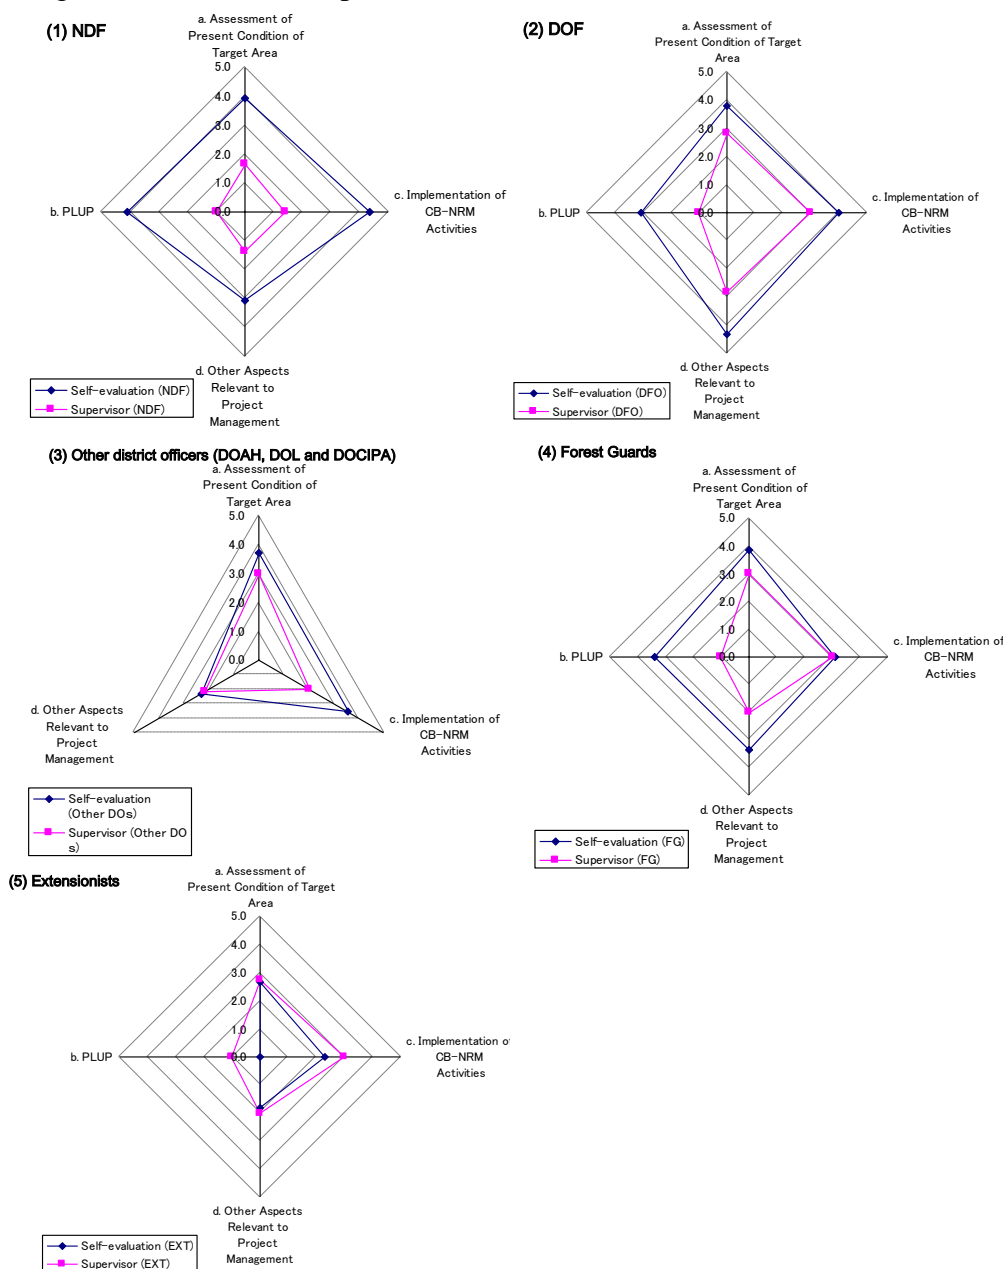 (1) NDF
a. Assessment of
Present Condition of
Target Area
5.0
4.0
3.0
2.0
1.0
0.0
b. PLUP
c. Implementation of
CB-NRM
Activities
d. Other Aspects
Relevant to
Project
Management
Self-evaluation (NDF)
Supervisor (NDF)
(2) DOF
a. Assessment of
Present Condition of Target
Area
5.0
4.0
3.0
2.0
1.0
0.0
b. PLUP
c. Implementation of
CB-NRM
Activities
d. Other Aspects
Relevant to
Project
Management
Self-evaluation (DFO)
Supervisor (DFO)
(3) Other district officers (DOAH, DOL and DOCIPA)
a. Assessment of
Present Condition of
Target Area
5.0
4.0
3.0
2.0
1.0
0.0
d. Other Aspects
Relevant to
Project
Management
c. Implementation of
CB-NRM
Activities
Self-evaluation
(Other DOs)
Supervisor (Other DO
s)
(4) Forest Guards
a. Assessment of
Present Condition of
Target Area
5.0
4.0
3.0
2.0
1.0
0.0
b. PLUP
c. Implementation of
CB-NRM
Activities
d. Other Aspects
Relevant to
Project
Management
Self-evaluation (FG)
Supervisor (FG)
(5) Extensionists
a. Assessment of
Present Condition of Target
Area
5.0
4.0
3.0
2.0
1.0
0.0
b. PLUP
c. Implementation of
CB-NRM
Activities
d. Other Aspects
Relevant to
Project
Management
Self-evaluation (EXT)
Supervisor (EXT)